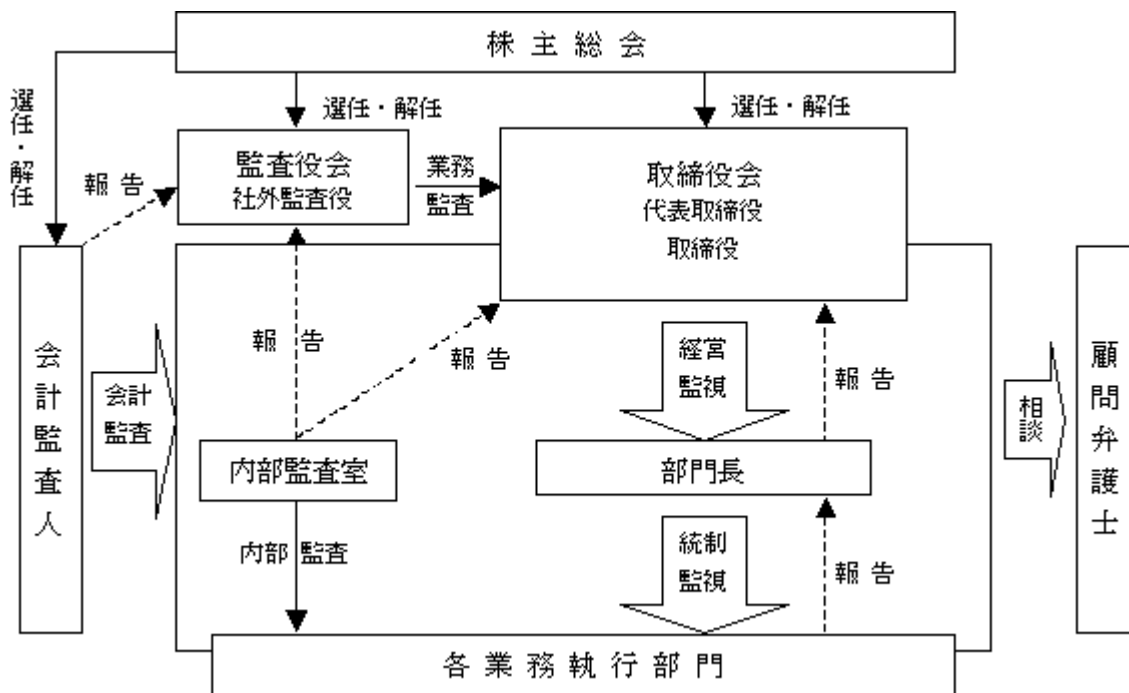 株主総会
選任・解任
選任・解任
選任・解任
監査役会
社外監査役
業務
監査
取締役会
代表取締役
取締役
報告
会計監査人
会計
監査
報告
報告
経営
監視
報告
相談
顧問弁護士
内部監査室
部門長
内部監査
統制
監視
報告
各業務執行部門